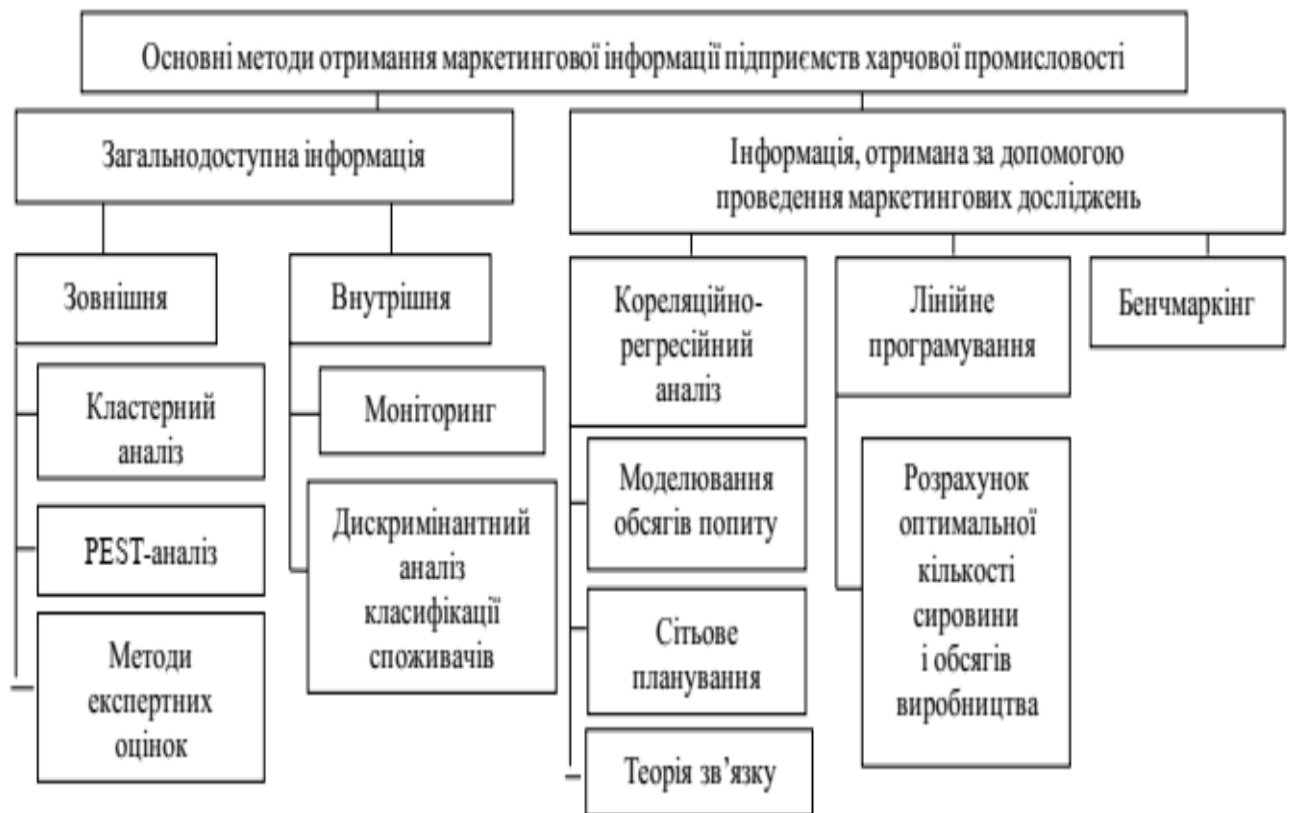 Основні методи отримання маркетингової інформації підприємств харчової промисловості
Загальнодоступна інформація
Інформація, отримана за допомогою
проведення маркетингових досліджень
Зовнішня
Внутрішня
Кореляційно-
регресійний
аналіз
Лінійне
програмування
Бенчмаркінг
Кластерний
аналіз
PEST-аналіз
Методи
експертних
оцінок
Моніторинг
Дискримінантний
аналіз
класифікації
споживачів
Моделювання
обсягів попиту
Сітьове
планування
Теорія зв’язку
Розрахунок
оптимальної
кількості
сировини
і обсягів
виробництва